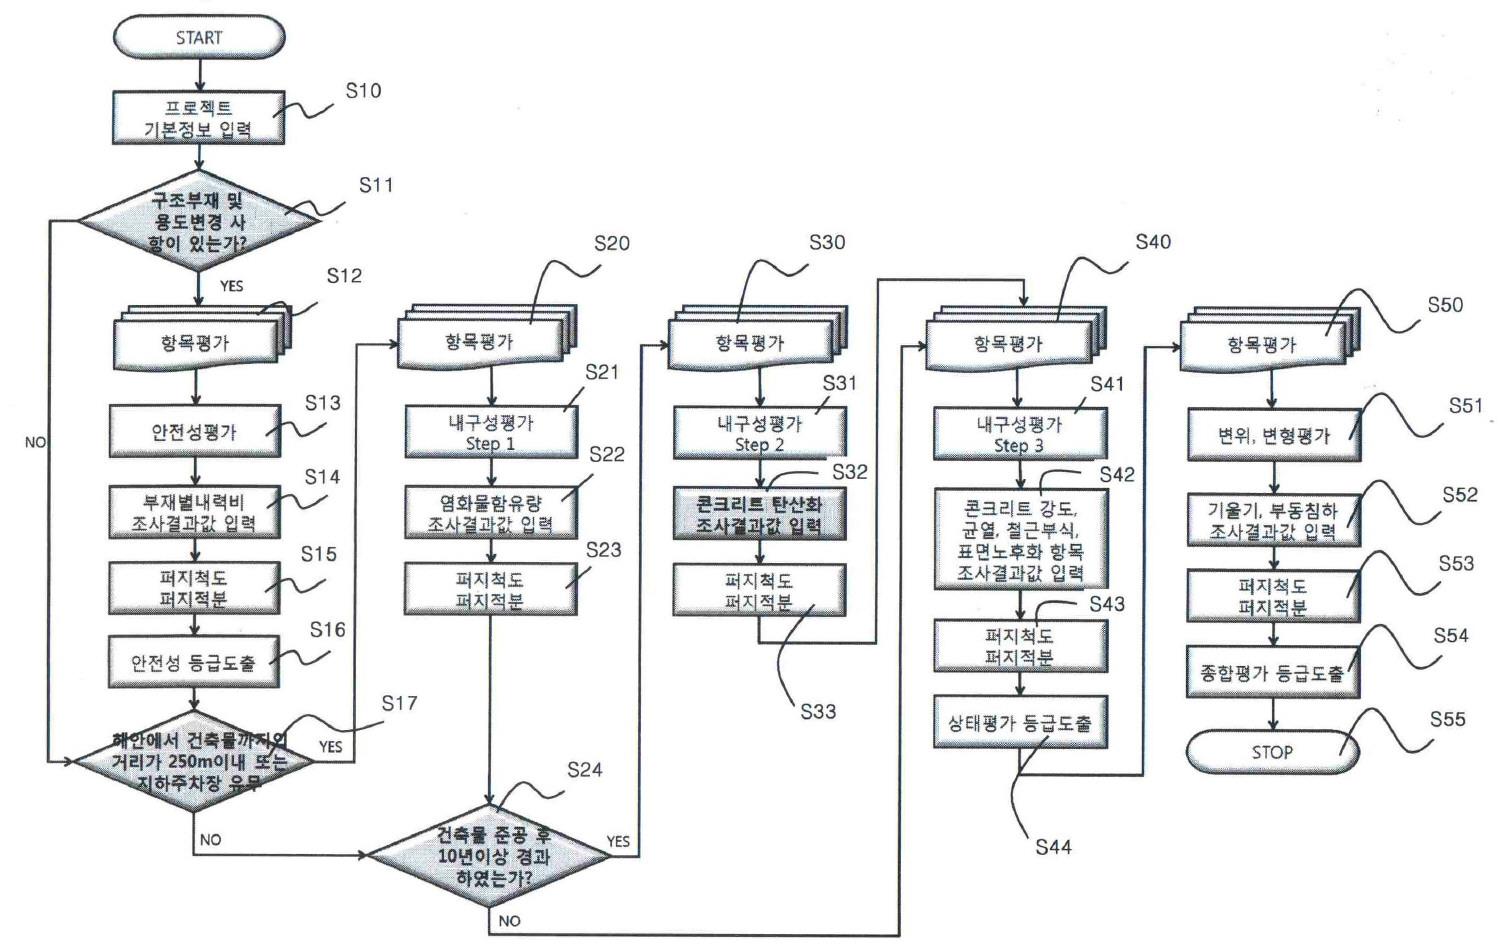 START
S10
프로젝트
기본정보 입력
S11
구조부재 및
용도변경 사
항이 있는가?
YES
NO
S12
항목평가
S13
안전성평가
S14
부재별내력비
조사결과값 입력
S15
퍼지척도
퍼지적분
S16
안전성 등급도출
S17
해안에서 건축물까지의
거리가 250m이내 또는
지하주차장 유무
YES
NO
S20
항목평가
S21
내구성평가
Step 1
S22
염화물함유량
조사결과값 입력
S23
퍼지척도
퍼지적분
S24
건축물 준공 후
10년이상 경과
하였는가?
YES
NO
S30
항목평가
S31
내구성평가
Step 2
S32
콘크리트 탄산화
조사결과값 입력
퍼지척도
퍼지적분
S33
S40
항목평가
S41
내구성평가
Step 3
S42
콘크리트 강도,
균열, 철근부식,
표면노후화 항목
조사결과값 입력
S43
퍼지척도
퍼지적분
상태평가 등급도출
S44
S50
항목평가
S51
변위, 변형평가
S52
기울기, 부동침하
조사결과값 입력
S53
퍼지척도
퍼지적분
S54
종합평가 등급도출
S55
STOP